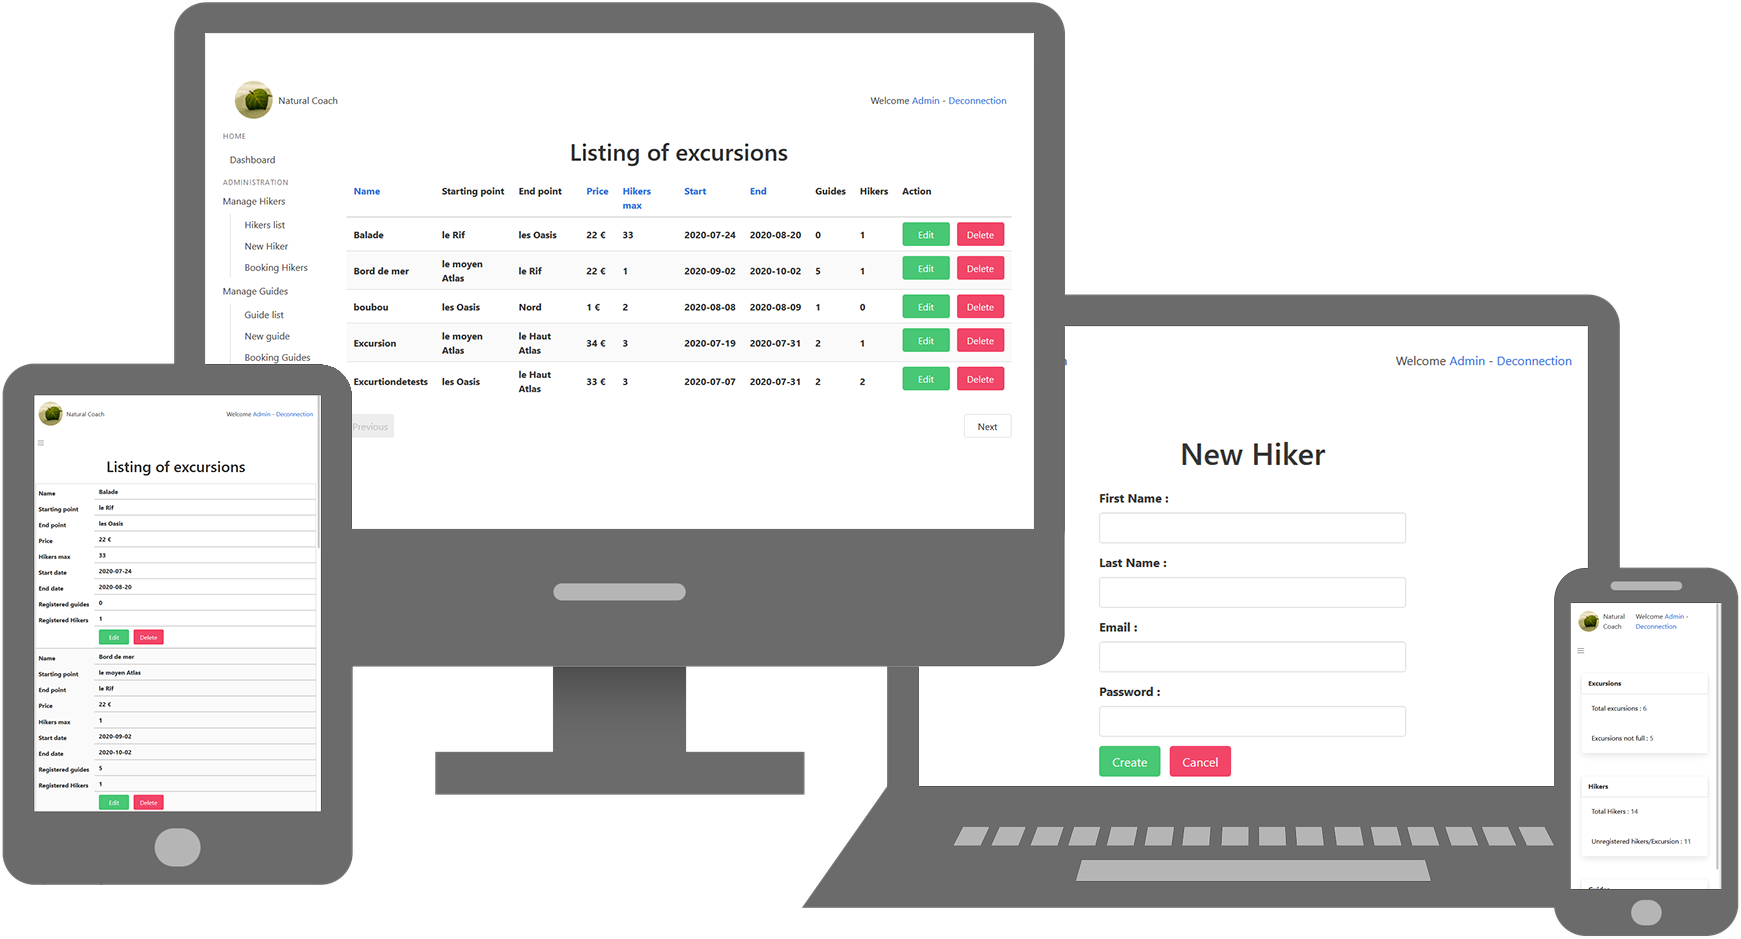 Natural Coach
Welcome Admin - Deconnection
HOME
Dashboard
ADMINISTRATION
Manage Hikers
Hikers list
New Hiker
Booking Hikers
Manage Guides
Guide list
New guide
Booking Guides
Listing of excursions
Name Starting point End point Price Hikers max Start End Guides Hikers Action
Balade le Rif les Oasis 22 € 33 2020-07-24 2020-08-20 0 1 Edit Delete
Bord de mer le moyen Atlas le Rif 22 € 1 2020-09-02 2020-10-02 5 1 Edit Delete
boubou les Oasis Nord 1 € 2 2020-08-08 2020-08-09 1 0 Edit Delete
Excursion le moyen Atlas le Haut Atlas 34 € 3 2020-07-19 2020-07-31 2 1 Edit Delete
Excurtiondetests les Oasis le Haut Atlas 33 € 3 2020-07-07 2020-07-31 2 2 Edit Delete
Previous Next
Natural Coach
Welcome Admin - Deconnection
Listing of excursions
Name Balade
Starting point le Rif
End point les Oasis
Price 22 €
Hikers max 33
Start date 2020-07-24
End date 2020-08-20
Registered guides 0
Registered Hikers 1
Edit Delete
Name Bord de mer
Starting point le moyen Atlas
End point le Rif
Price 22 €
Hikers max 1
Start date 2020-09-02
End date 2020-10-02
Registered guides 5
Registered Hikers 1
Edit Delete
Welcome Admin - Deconnection
New Hiker
First Name :
Last Name :
Email :
Password :
Create Cancel
Natural Coach
Welcome Admin -
Deconnection
Excursions
Total excursions : 6
Excursions not full : 5
Hikers
Total Hikers : 14
Unregistered hikers/Excursion : 11